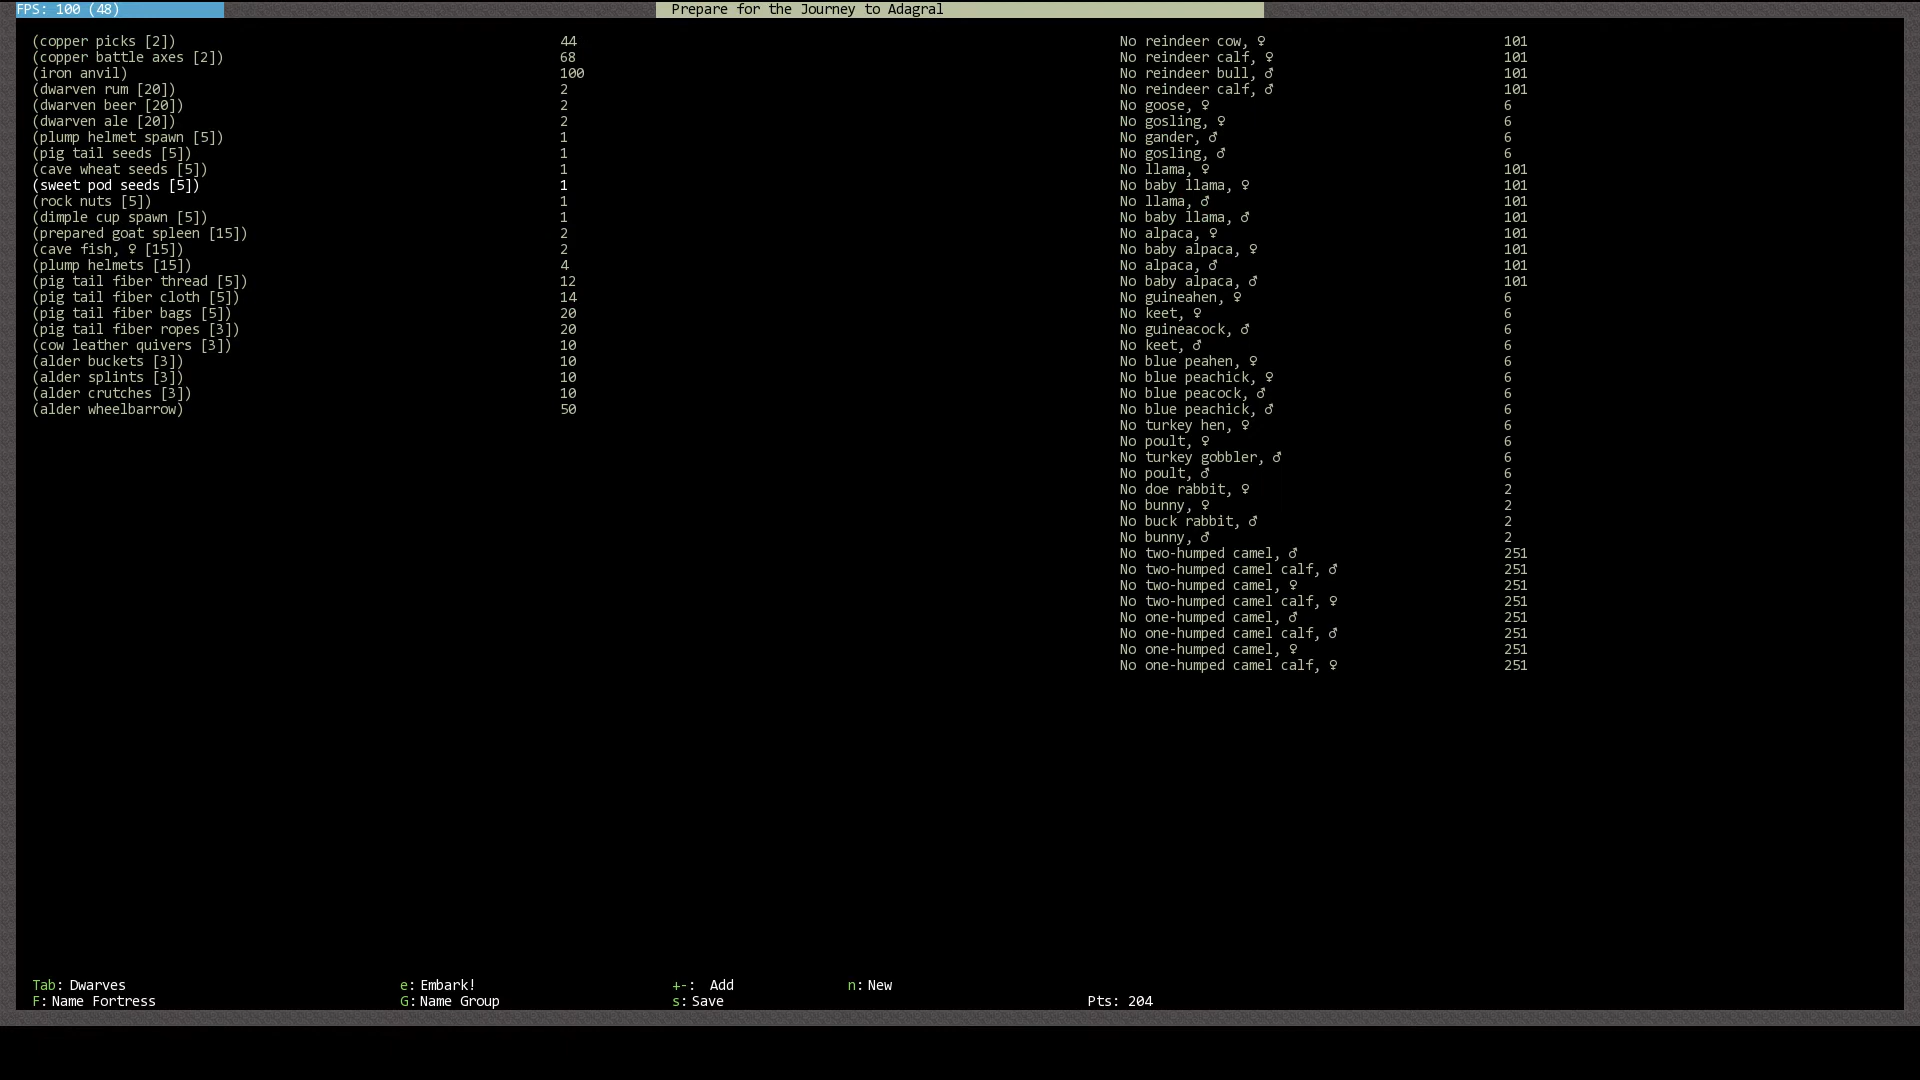 FPS: 100 (48)
Prepare for the Journey to Adagral
(copper picks [2]) 44
(copper battle axes [2]) 68
(iron anvil) 100
(dwarven rum [20]) 2
(dwarven beer [20]) 2
(dwarven ale [20]) 2
(plump helmet spawn [5]) 1
(pig tail seeds [5]) 1
(cave wheat seeds [5]) 1
(sweet pod seeds [5]) 1
(rock nuts [5]) 1
(dimple cup spawn [5]) 1
(prepared goat spleen [15]) 2
(cave fish, ♀ [15]) 2
(plump helmets [15]) 4
(pig tail fiber thread [5]) 12
(pig tail fiber cloth [5]) 14
(pig tail fiber bags [5]) 20
(pig tail fiber ropes [3]) 20
(cow leather quivers [3]) 10
(alder buckets [3]) 10
(alder splints [3]) 10
(alder crutches [3]) 10
(alder wheelbarrow) 50
No reindeer cow, ♀ 101
No reindeer calf, ♀ 101
No reindeer bull, ♂ 101
No reindeer calf, ♂ 101
No goose, ♀ 6
No gosling, ♀ 6
No gander, ♂ 6
No gosling, ♂ 6
No llama, ♀ 101
No baby llama, ♀ 101
No llama, ♂ 101
No baby llama, ♂ 101
No alpaca, ♀ 101
No baby alpaca, ♀ 101
No alpaca, ♂ 101
No baby alpaca, ♂ 101
No guineahen, ♀ 6
No keet, ♀ 6
No guineacock, ♂ 6
No keet, ♂ 6
No blue peahen, ♀ 6
No blue peachick, ♀ 6
No blue peacock, ♂ 6
No blue peachick, ♂ 6
No turkey hen, ♀ 6
No poult, ♀ 6
No turkey gobbler, ♂ 6
No poult, ♂ 6
No doe rabbit, ♀ 2
No bunny, ♀ 2
No buck rabbit, ♂ 2
No bunny, ♂ 2
No two-humped camel, ♂ 251
No two-humped camel calf, ♂ 251
No two-humped camel, ♀ 251
No two-humped camel calf, ♀ 251
No one-humped camel, ♂ 251
No one-humped camel calf, ♂ 251
No one-humped camel, ♀ 251
No one-humped camel calf, ♀ 251
Tab: Dwarves e: Embark! +-: Add n: New
F: Name Fortress G: Name Group s: Save Pts: 204